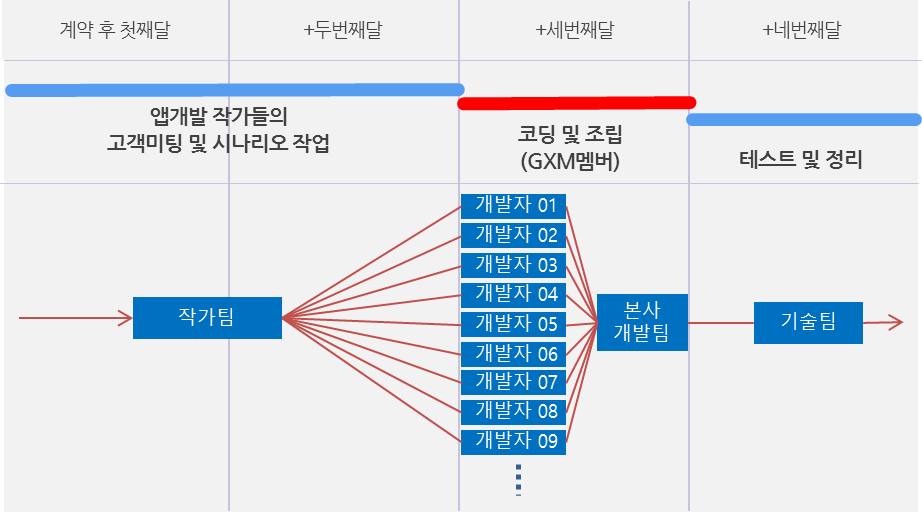 계약 후 첫째달
+두번째달
+세번째달
+네번째달
앱개발 작가들의
고객미팅 및 시나리오 작업
코딩 및 조립
(GXM멤버)
테스트 및 정리
개발자 01
개발자 02
개발자 03
개발자 04
개발자 05
개발자 06
개발자 07
개발자 08
개발자 09
작가팀
본사
개발팀
기술팀